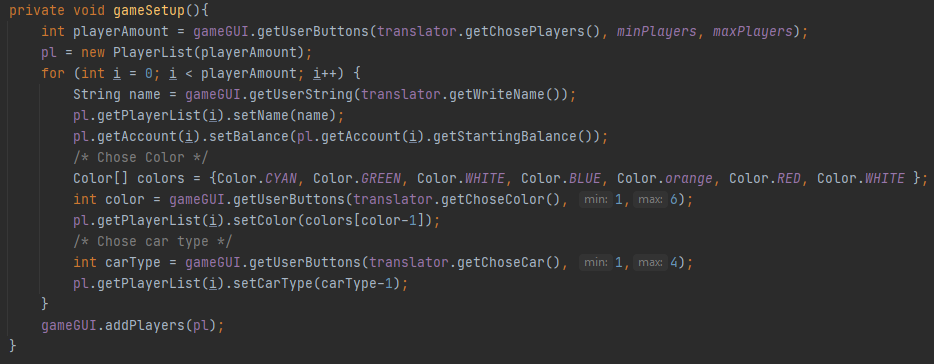 private void gameSetup(){
int playerAmount = gameGUI.getUserButtons(translator.getChosePlayers(), minPlayers, maxPlayers);
pl = new PlayerList(playerAmount);
for (int i = 0; i < playerAmount; i++) {
String name = gameGUI.getUserString(translator.getWriteName());
pl.getPlayerList(i).setName(name);
pl.getAccount(i).setBalance(pl.getAccount(i).getStartingBalance());
/* Chose Color */
Color[] colors = {Color.CYAN, Color.GREEN, Color.WHITE, Color.BLUE, Color.orange, Color.RED, Color.WHITE };
int color = gameGUI.getUserButtons(translator.getChoseColor(), min: 1, max: 6);
pl.getPlayerList(i).setColor(colors[color-1]);
/* Chose car type */
int carType = gameGUI.getUserButtons(translator.getChoseCar(), min: 1, max: 4);
pl.getPlayerList(i).setCarType(carType-1);
}
gameGUI.addPlayers(pl);
}